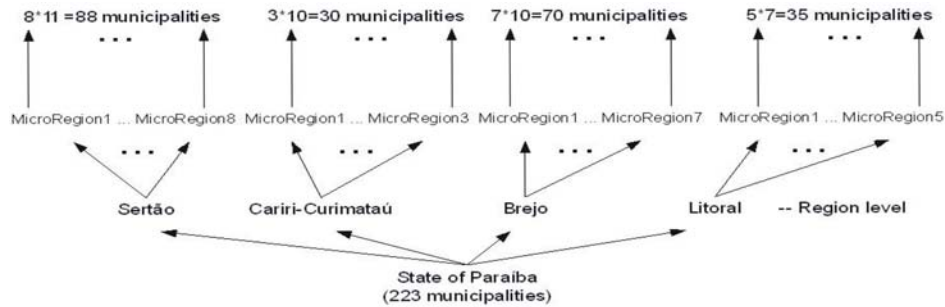 8*11 =88 municipalities 3*10=30 municipalities 7*10=70 municipalities 5*7=35 municipalities
... ... ... ...
MicroRegion1 ... MicroRegion8 MicroRegion1 ... MicroRegion3 MicroRegion1 ... MicroRegion7 MicroRegion1 ... MicroRegion5
... ... ... ...
Sertão Cariri-Curimataú Brejo Litoral -- Region level
State of Paraíba
(223 municipalities)